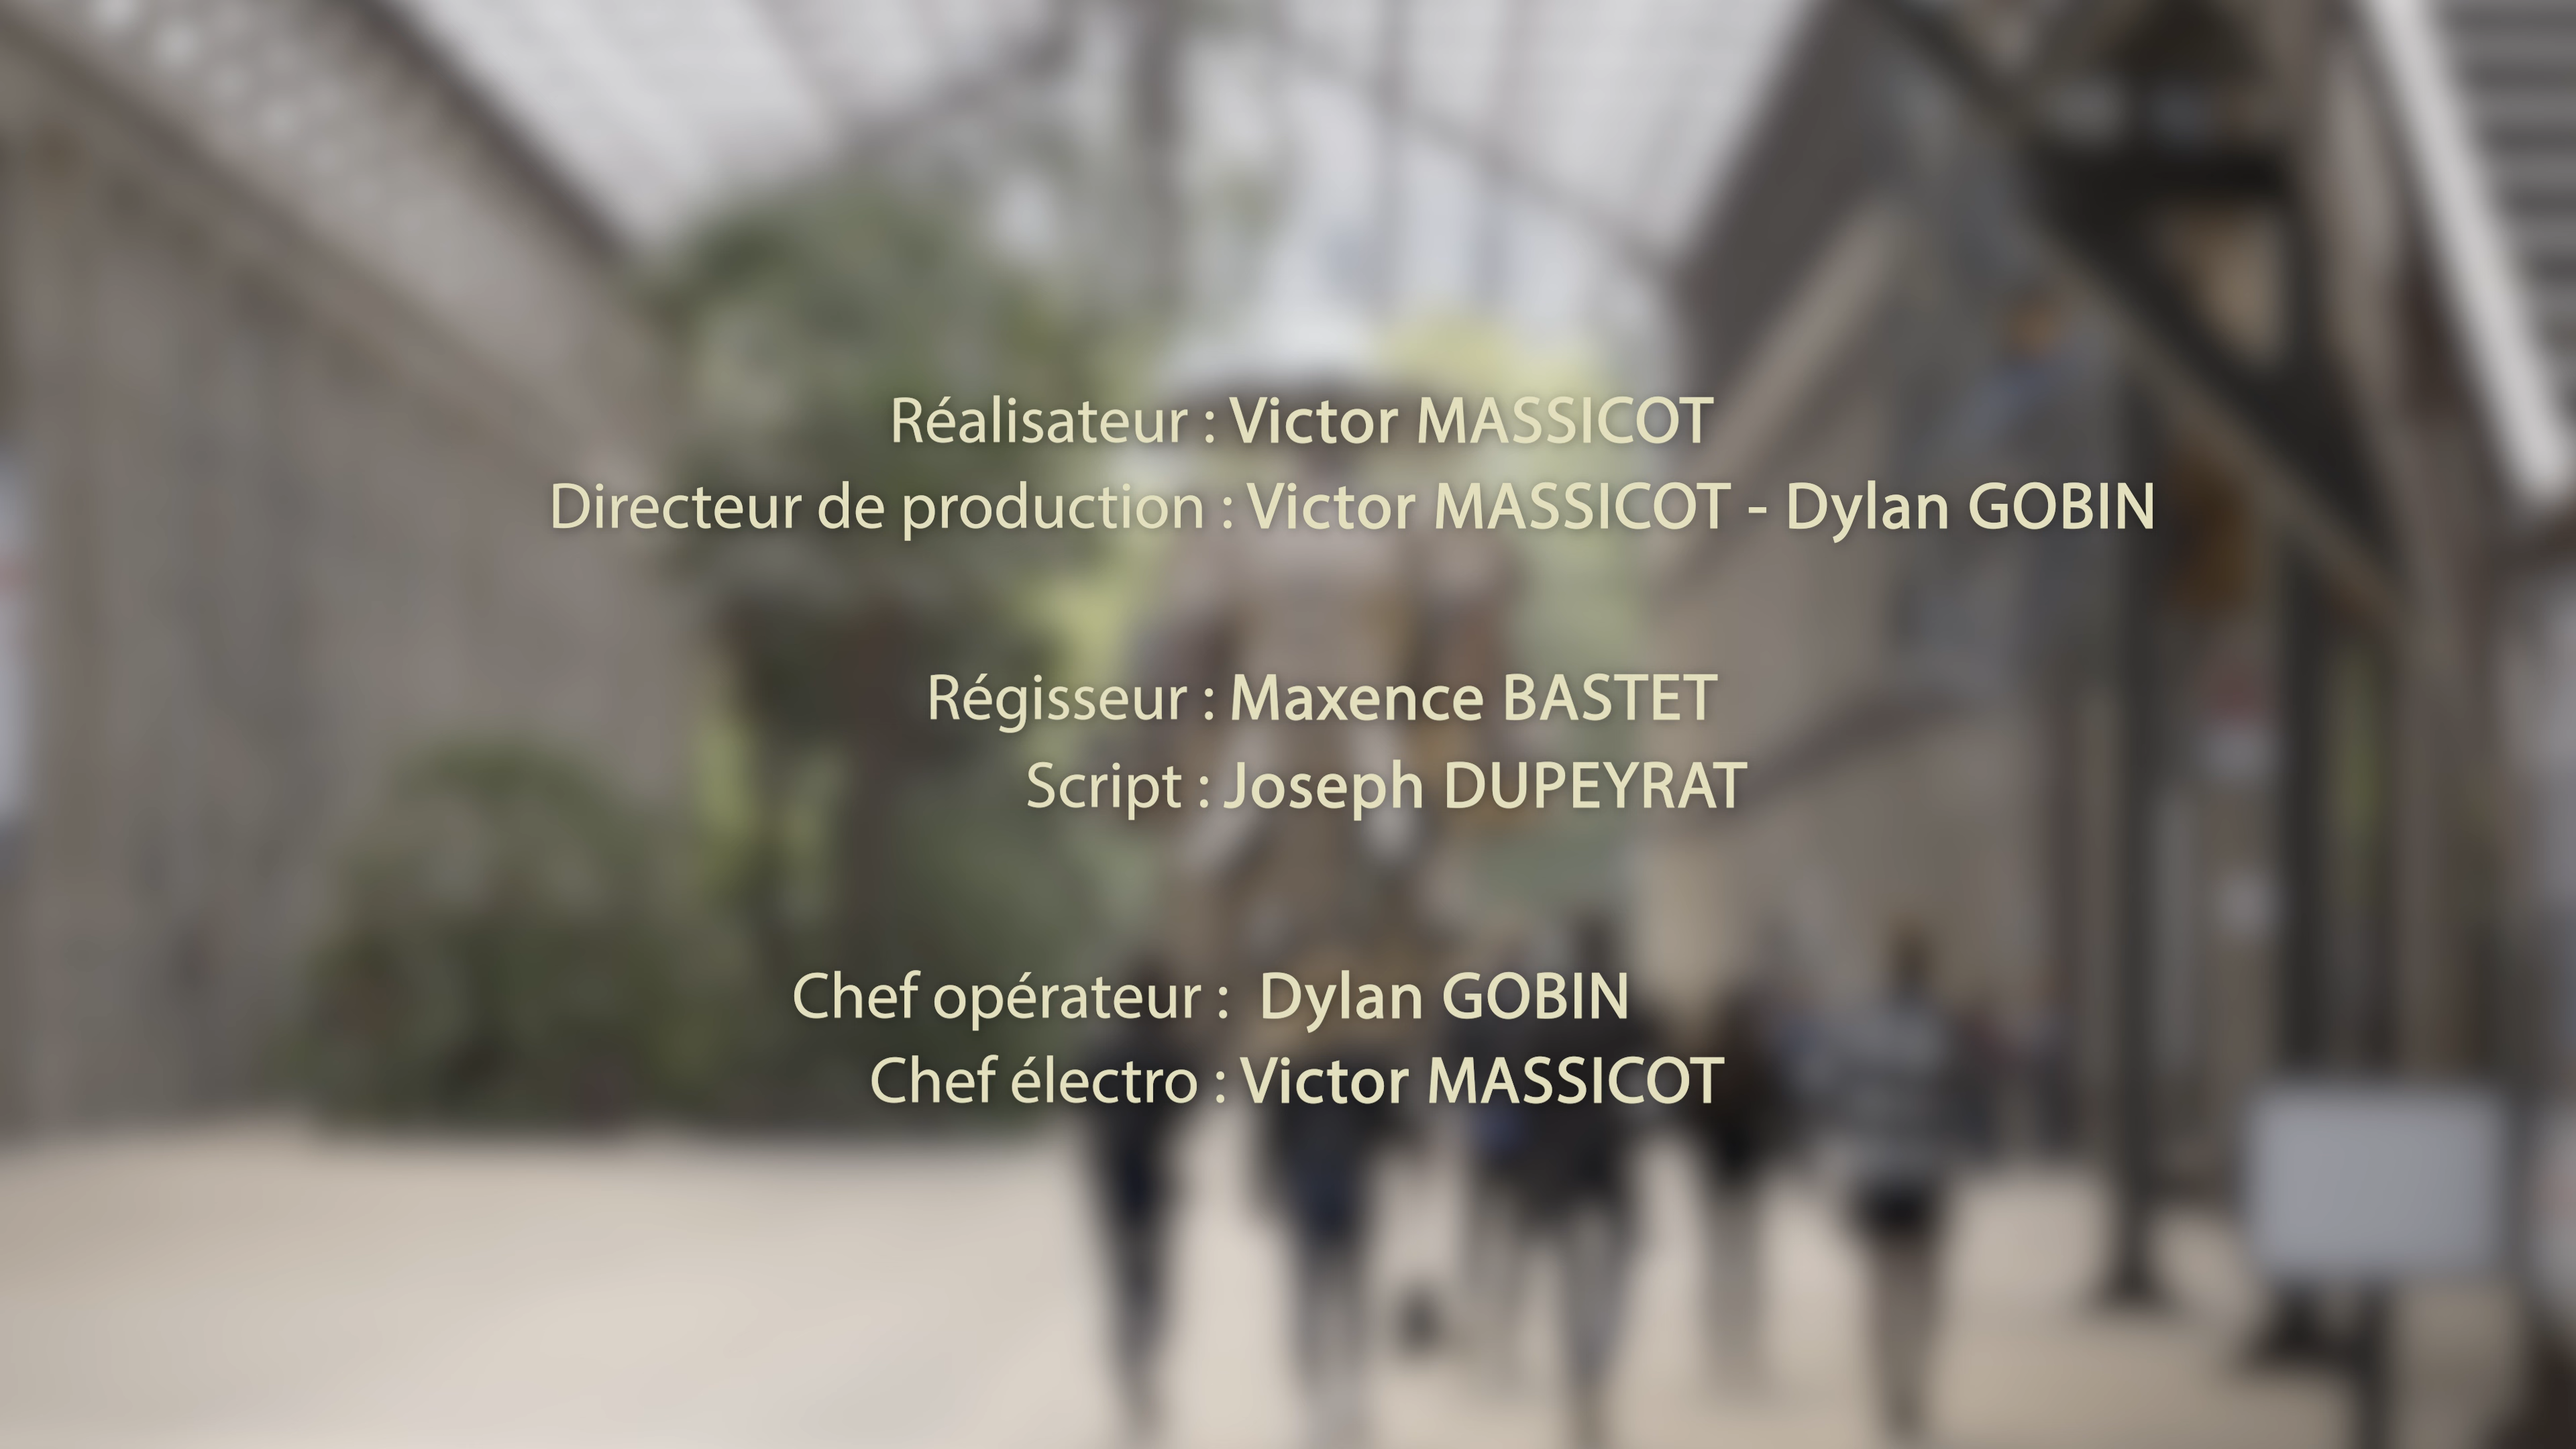 Réalisateur : Victor MASSICOT
Directeur de production : Victor MASSICOT - Dylan GOBIN
Régisseur : Maxence BASTET
Script : Joseph DUPEYRAT
Chef opérateur : Dylan GOBIN
Chef électro : Victor MASSICOT